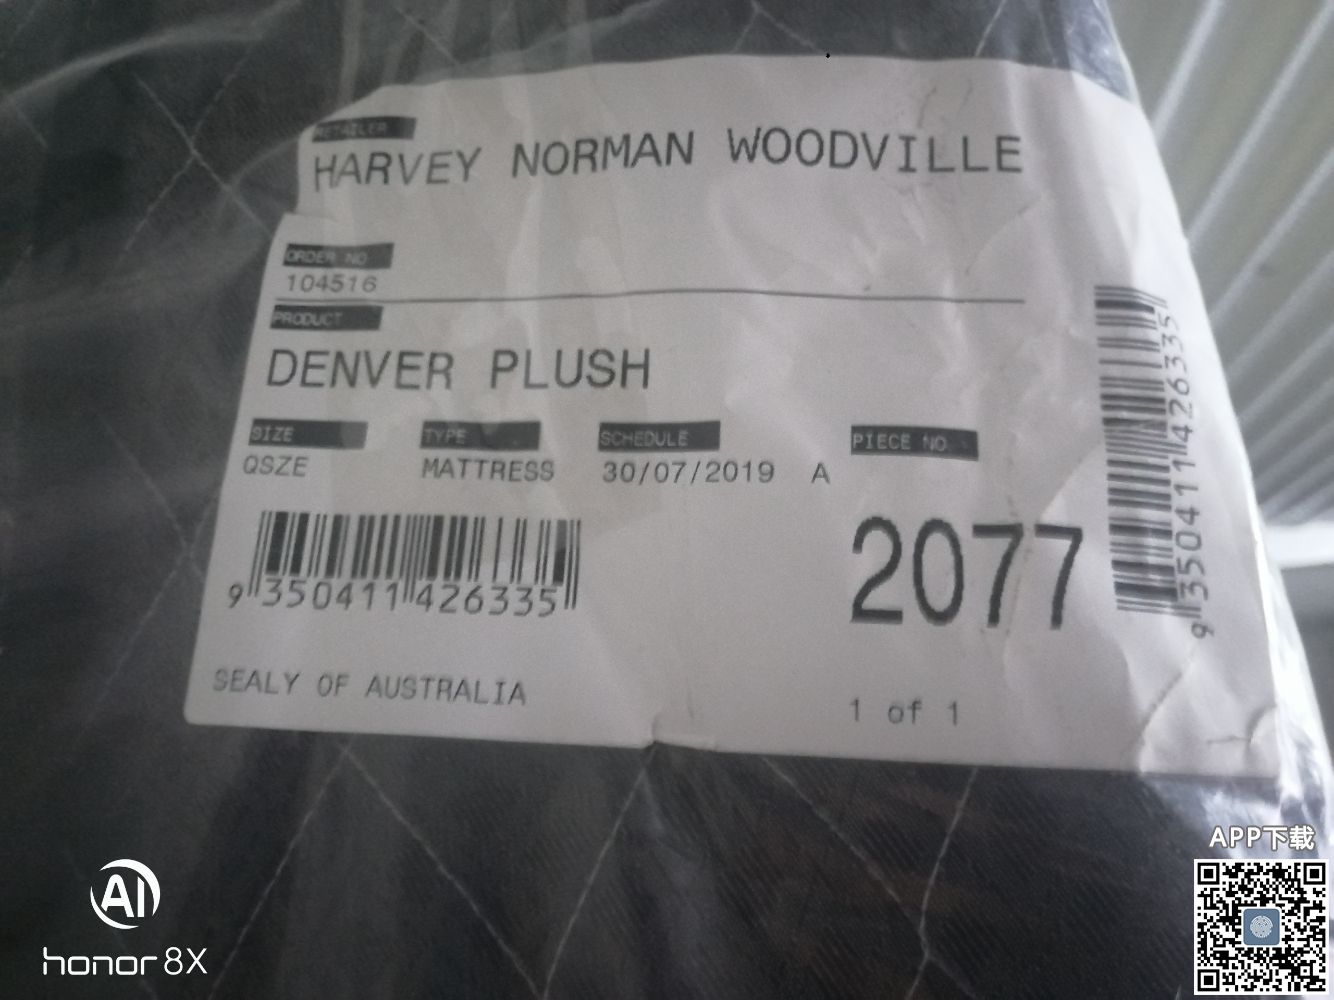 RETAILER
HARVEY NORMAN WOODVILLE
ORDER NO
104516
PRODUCT
DENVER PLUSH
SIZE TYPE SCHEDULE PIECE NO
QSZE MATTRESS 30/07/2019 A
2077
9 350411 426335
9 350411 426335
SEALY OF AUSTRALIA
1 of 1
AI
honor 8X
APP下载